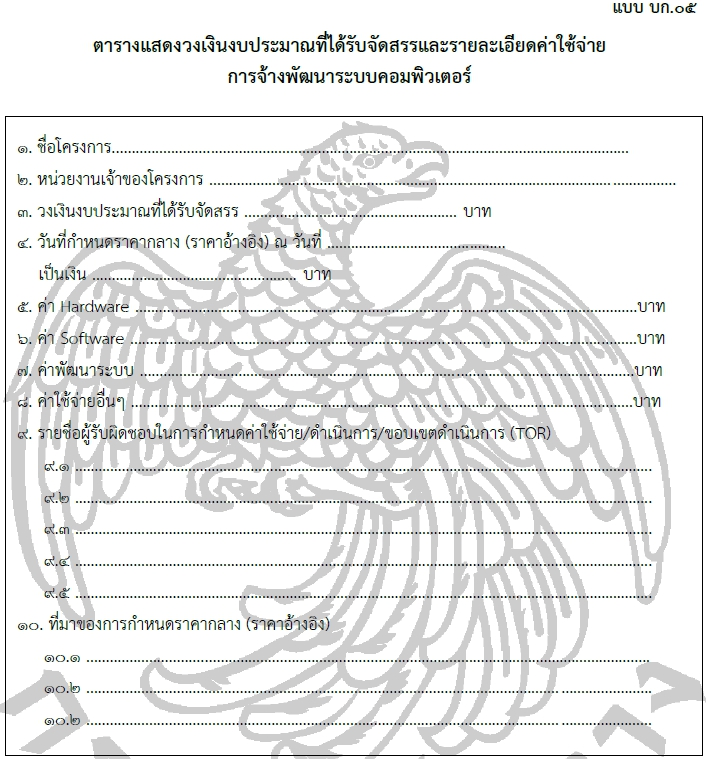 แบบ บก.๐๕
ตารางแสดงวงเงินงบประมาณที่ได้รับจัดสรรและรายละเอียดค่าใช้จ่าย
การจ้างพัฒนาระบบคอมพิวเตอร์
๑. ชื่อโครงการ....................................................................................................................................
๒. หน่วยงานเจ้าของโครงการ ........................................................................................................ ................
๓. วงเงินงบประมาณที่ได้รับจัดสรร ...................................................... บาท
๔. วันที่กำหนดราคากลาง (ราคาอ้างอิง) ณ วันที่ .............................................
เป็นเงิน .................................................... บาท
๕. ค่า Hardware ................................................................................................................................บาท
๖. ค่า Software ..................................................................................................................................บาท
๗. ค่าพัฒนาระบบ ..............................................................................................................................บาท
๘. ค่าใช้จ่ายอื่นๆ ................................................................................................................................บาท
๙. รายชื่อผู้รับผิดชอบในการกำหนดค่าใช้จ่าย/ดำเนินการ/ขอบเขตดำเนินการ (TOR)
๙.๑ ....................................................................................................................................................
๙.๒ ....................................................................................................................................................
๙.๓ ....................................................................................................................................................
๙.๔ ....................................................................................................................................................
๙.๕ ....................................................................................................................................................
๑๐. ที่มาของการกำหนดราคากลาง (ราคาอ้างอิง)
๑๐.๑ ................................................................................................................................................
๑๐.๒ ................................................................................................................................................
๑๐.๒ ................................................................................................................................................